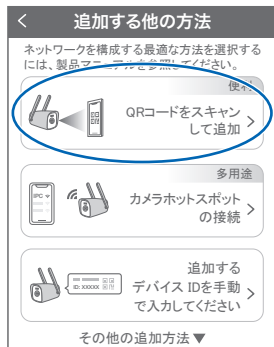 追加する他の方法
ネットワークを構成する最適な方法を選択する
には、製品マニュアルを参照してください。
便利
QRコードをスキャン
して追加
多用途
IPC
カメラホットスポット
の接続
ID: XXXXX
追加する
デバイス IDを手動
で入力してください
その他の追加方法▼